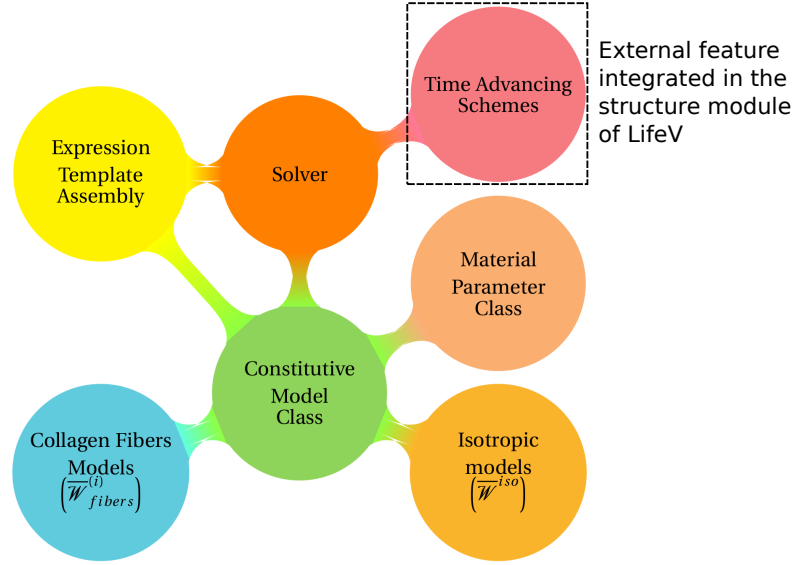 Time Advancing
Schemes
External feature
integrated in the
structure module
of LifeV
Expression
Template
Assembly
Solver
Material
Parameter
Class
Constitutive
Model
Class
Collagen Fibers
Models
(𝒲̅^(i)_fibers)
Isotropic
models
(𝒲̅^iso)